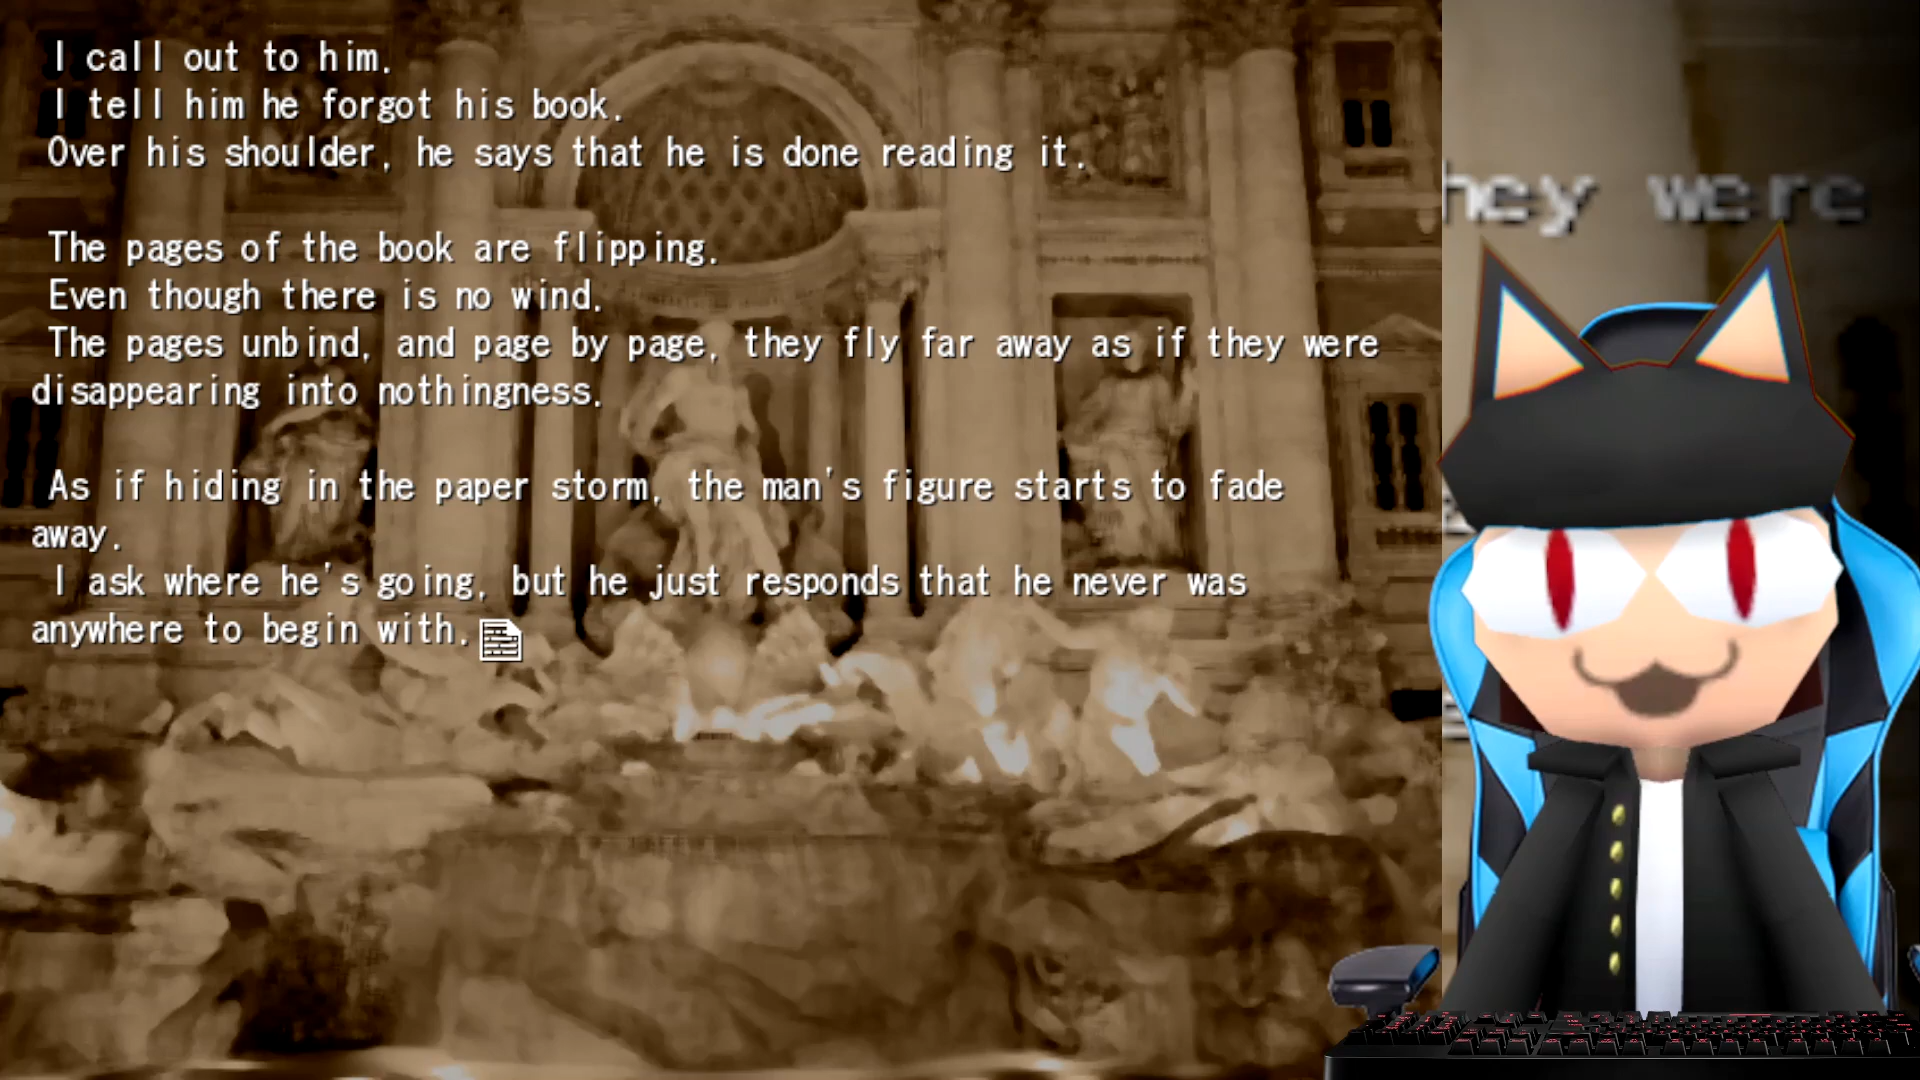 I call out to him.
I tell him he forgot his book.
Over his shoulder, he says that he is done reading it.
The pages of the book are flipping.
Even though there is no wind.
The pages unbind, and page by page, they fly far away as if they were
disappearing into nothingness.
As if hiding in the paper storm, the man's figure starts to fade
away.
I ask where he's going, but he just responds that he never was
anywhere to begin with.
hey were